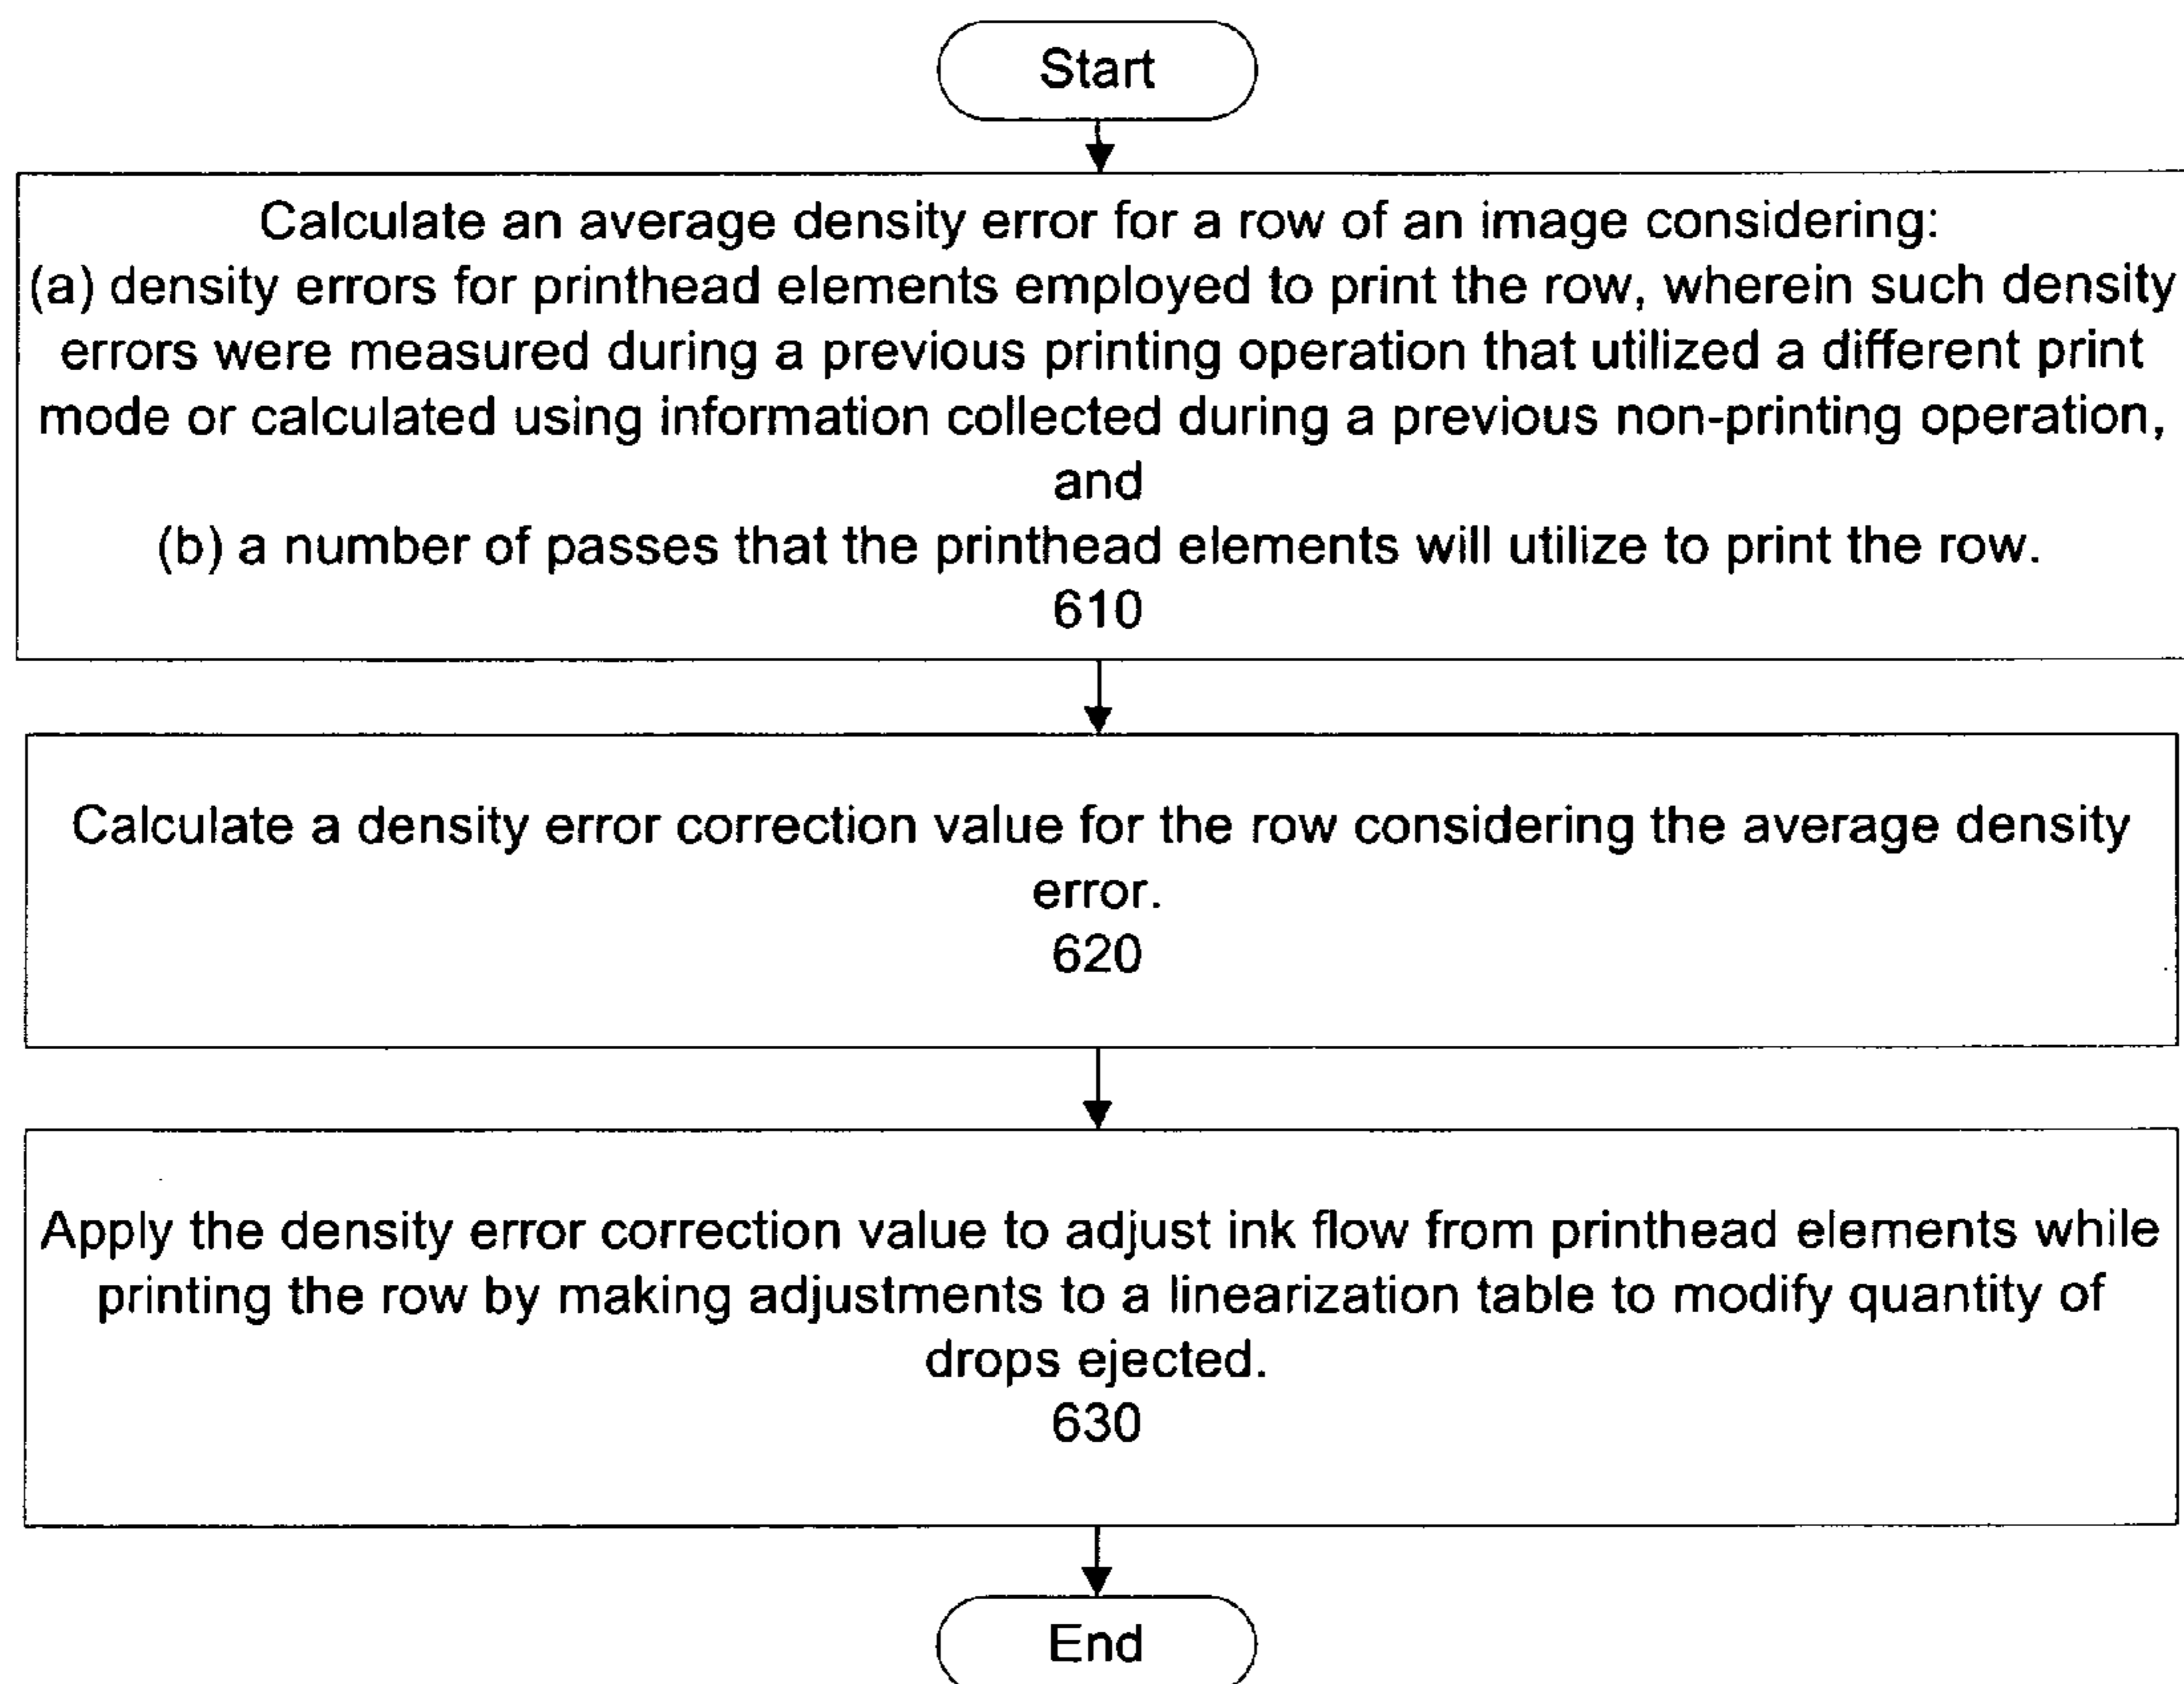 Start
Calculate an average density error for a row of an image considering:
(a) density errors for printhead elements employed to print the row, wherein such density
errors were measured during a previous printing operation that utilized a different print
mode or calculated using information collected during a previous non-printing operation,
and
(b) a number of passes that the printhead elements will utilize to print the row.
610
Calculate a density error correction value for the row considering the average density
error.
620
Apply the density error correction value to adjust ink flow from printhead elements while
printing the row by making adjustments to a linearization table to modify quantity of
drops ejected.
630
End